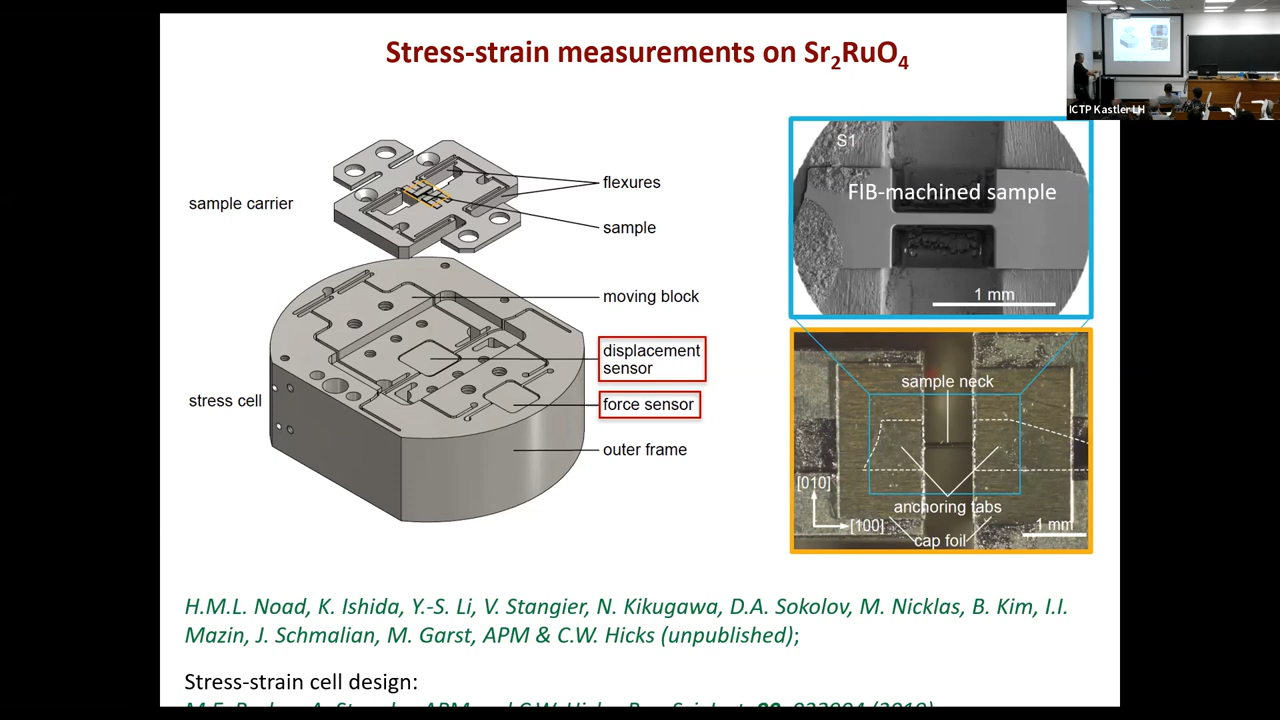 Stress-strain measurements on Sr₂RuO₄
ICTP Kastler LH
sample carrier
flexures
sample
moving block
displacement
sensor
stress cell
force sensor
outer frame
S1
FIB-machined sample
1 mm
sample neck
[010]
[100]
anchoring tabs
1 mm
cap foil
H.M.L. Noad, K. Ishida, Y.-S. Li, V. Stangier, N. Kikugawa, D.A. Sokolov, M. Nicklas, B. Kim, I.I.
Mazin, J. Schmalian, M. Garst, APM & C.W. Hicks (unpublished);
Stress-strain cell design: